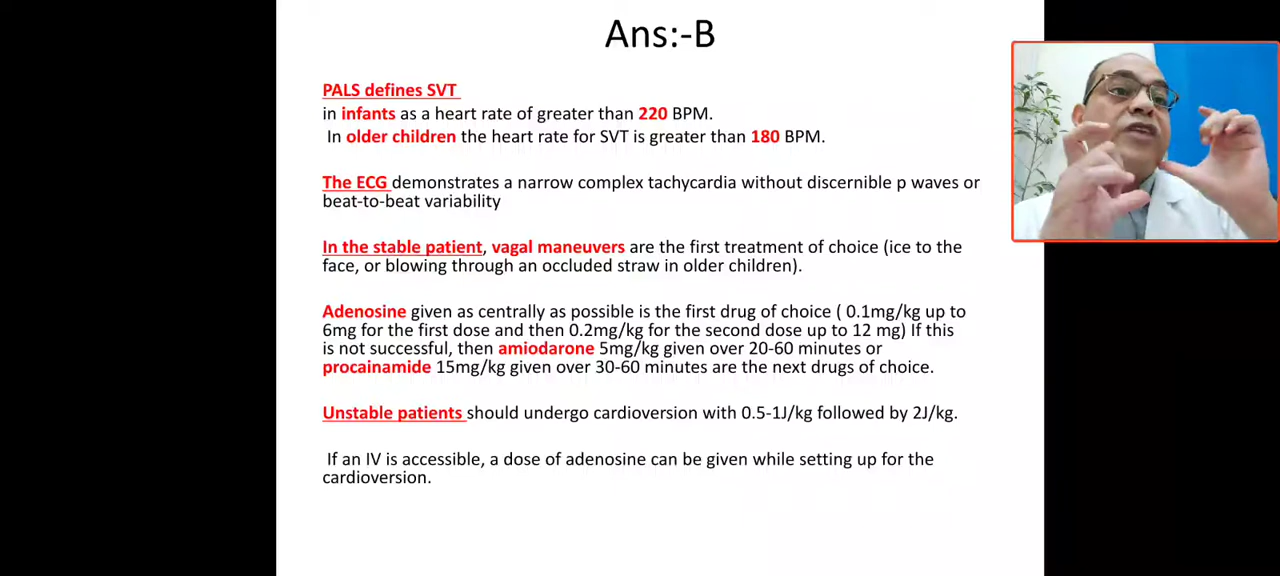 Ans:-B
PALS defines SVT
in infants as a heart rate of greater than 220 BPM.
In older children the heart rate for SVT is greater than 180 BPM.
The ECG demonstrates a narrow complex tachycardia without discernible p waves or
beat-to-beat variability
In the stable patient, vagal maneuvers are the first treatment of choice (ice to the
face, or blowing through an occluded straw in older children).
Adenosine given as centrally as possible is the first drug of choice ( 0.1mg/kg up to
6mg for the first dose and then 0.2mg/kg for the second dose up to 12 mg) If this
is not successful, then amiodarone 5mg/kg given over 20-60 minutes or
procainamide 15mg/kg given over 30-60 minutes are the next drugs of choice.
Unstable patients should undergo cardioversion with 0.5-1J/kg followed by 2J/kg.
If an IV is accessible, a dose of adenosine can be given while setting up for the
cardioversion.